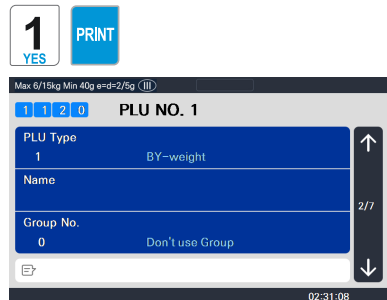 1
YES
PRINT
Max 6/15kg Min 40g e=d=2/5g (III)
1 1 2 0 PLU NO. 1
PLU Type
1 BY-weight
Name
2/7
Group No.
0 Don't use Group
02:31:08